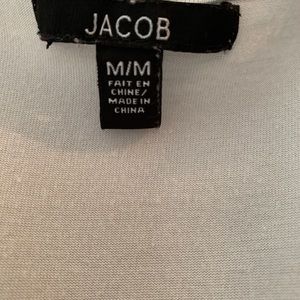 JACOB
M/M
FAIT EN
CHINE/
MADE IN
CHINA